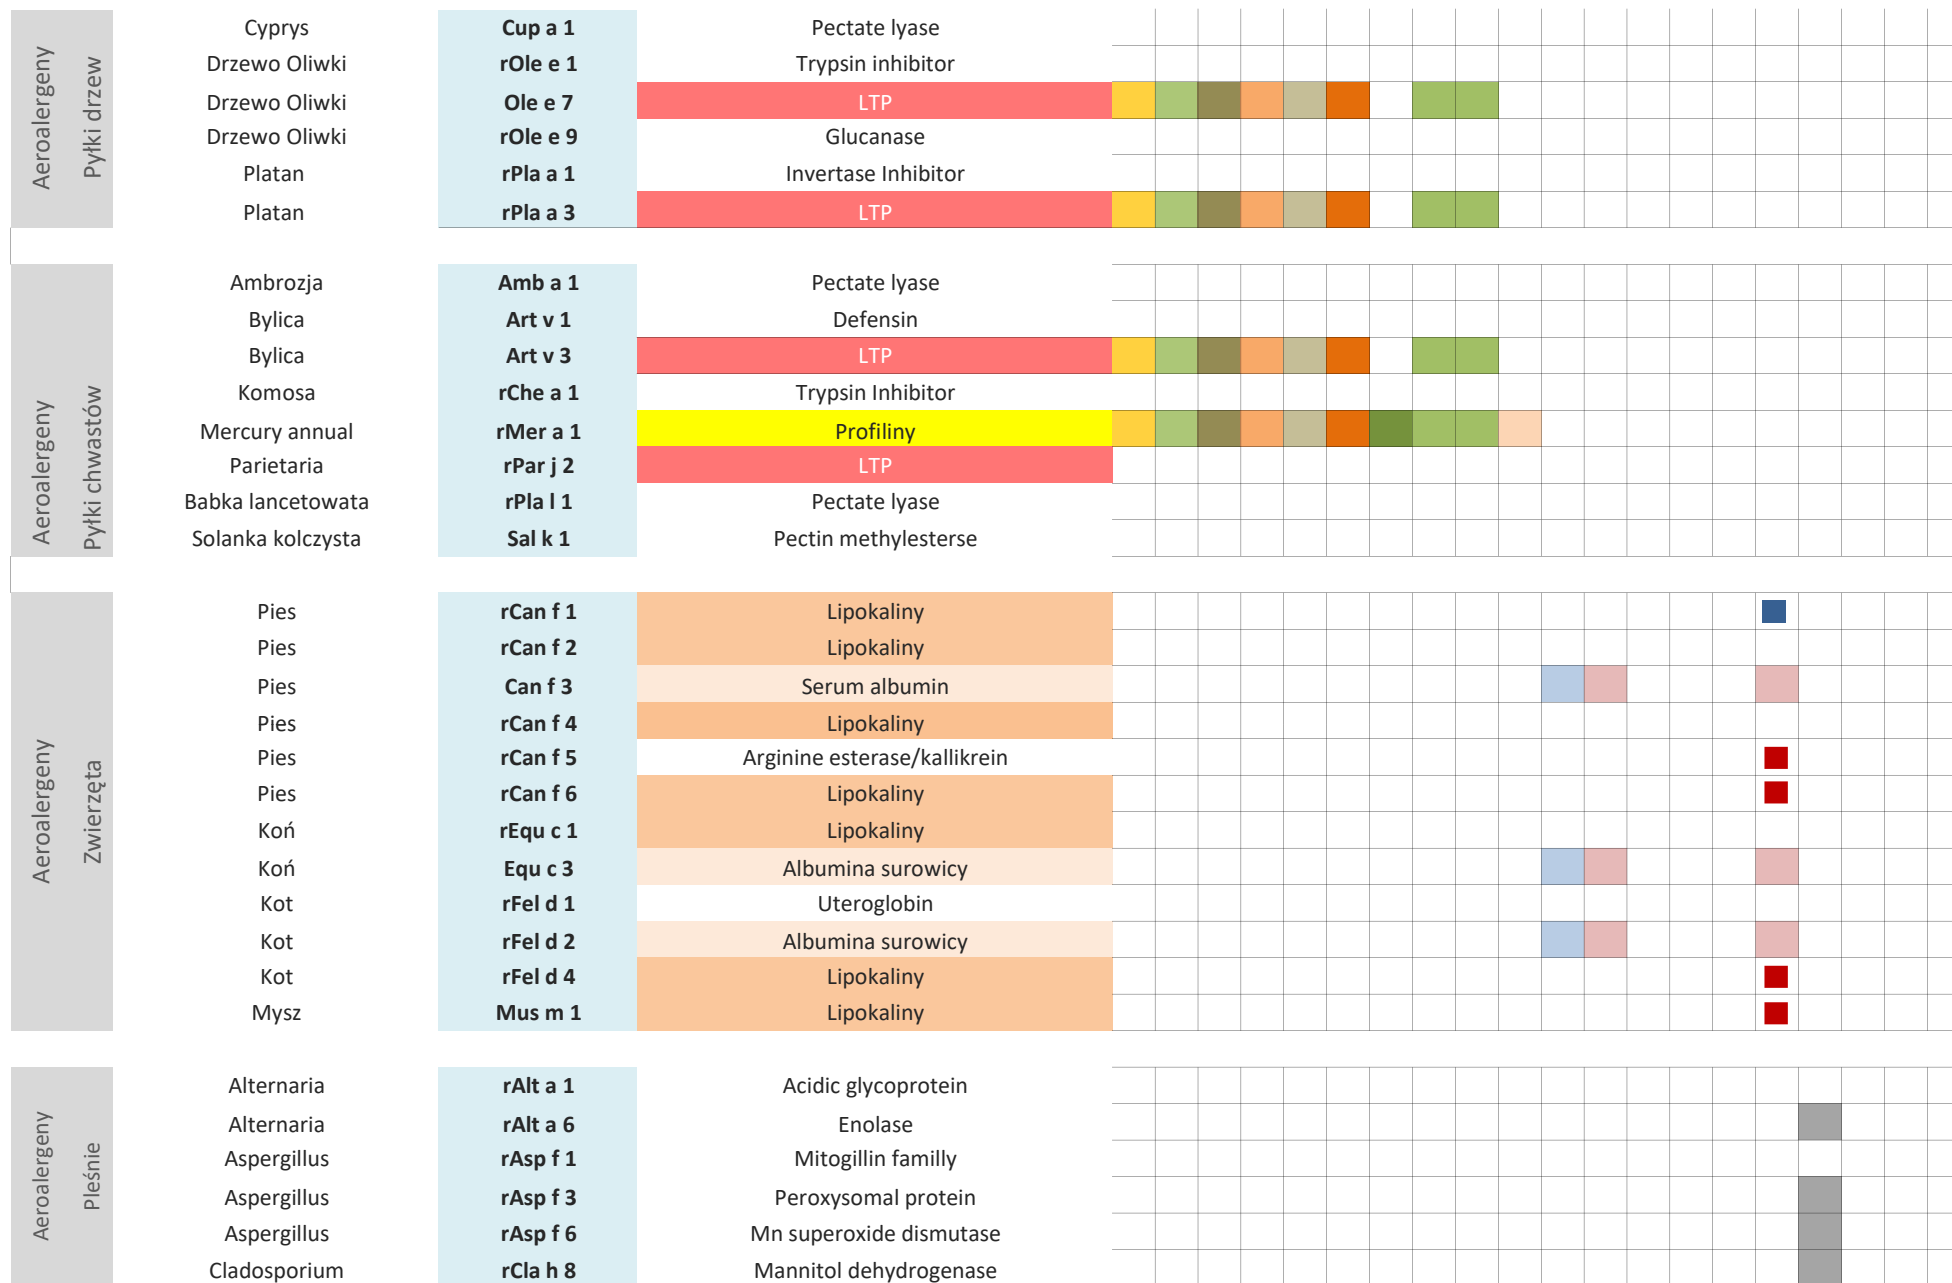 Aeroalergeny
Pyłki drzew
Cyprys Cup a 1 Pectate lyase
Drzewo Oliwki rOle e 1 Trypsin inhibitor
Drzewo Oliwki Ole e 7 LTP
Drzewo Oliwki rOle e 9 Glucanase
Platan rPla a 1 Invertase Inhibitor
Platan rPla a 3 LTP
Aeroalergeny
Pyłki chwastów
Ambrozja Amb a 1 Pectate lyase
Bylica Art v 1 Defensin
Bylica Art v 3 LTP
Komosa rChe a 1 Trypsin Inhibitor
Mercury annual rMer a 1 Profiliny
Parietaria rPar j 2 LTP
Babka lancetowata rPla l 1 Pectate lyase
Solanka kolczysta Sal k 1 Pectin methylesterse
Aeroalergeny
Zwierzęta
Pies rCan f 1 Lipokaliny
Pies rCan f 2 Lipokaliny
Pies Can f 3 Serum albumin
Pies rCan f 4 Lipokaliny
Pies rCan f 5 Arginine esterase/kallikrein
Pies rCan f 6 Lipokaliny
Koń rEqu c 1 Lipokaliny
Koń Equ c 3 Albumina surowicy
Kot rFel d 1 Uteroglobin
Kot rFel d 2 Albumina surowicy
Kot rFel d 4 Lipokaliny
Mysz Mus m 1 Lipokaliny
Aeroalergeny
Pleśnie
Alternaria rAlt a 1 Acidic glycoprotein
Alternaria rAlt a 6 Enolase
Aspergillus rAsp f 1 Mitogillin familly
Aspergillus rAsp f 3 Peroxysomal protein
Aspergillus rAsp f 6 Mn superoxide dismutase
Cladosporium rCla h 8 Mannitol dehydrogenase